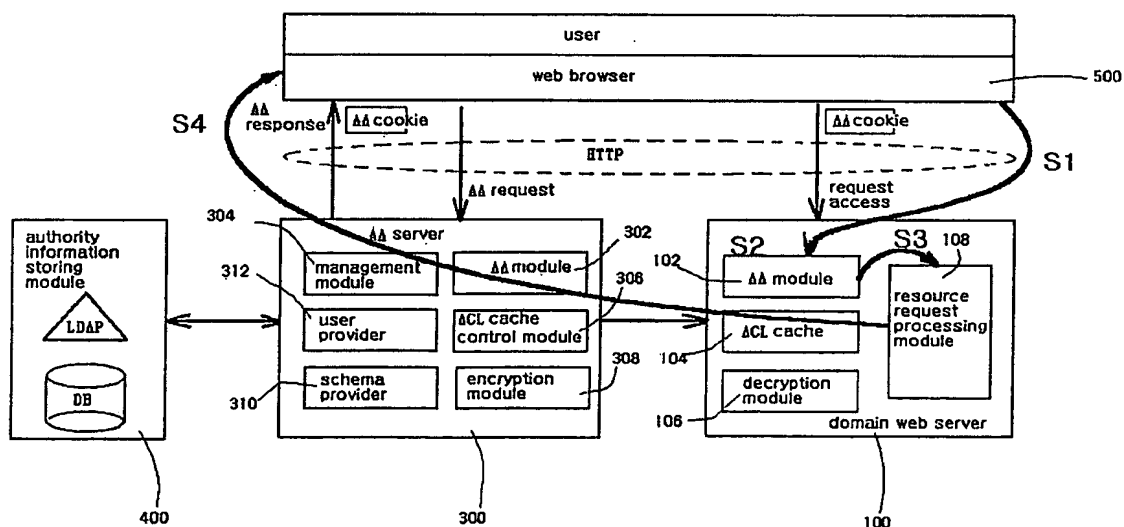 user
web browser
500
S4
AA
response
AA cookie
AA cookie
HTTP
S1
AA request
request
access
304
authority
information
storing
module
AA server
302
S2
S3
108
management
module
AA module
102
AA module
312
306
resource
request
processing
module
LDAP
user
provider
ACL cache
control module
ACL cache
104
308
DB
310
schema
provider
encryption
module
decryption
module
106
domain web server
400
300
100